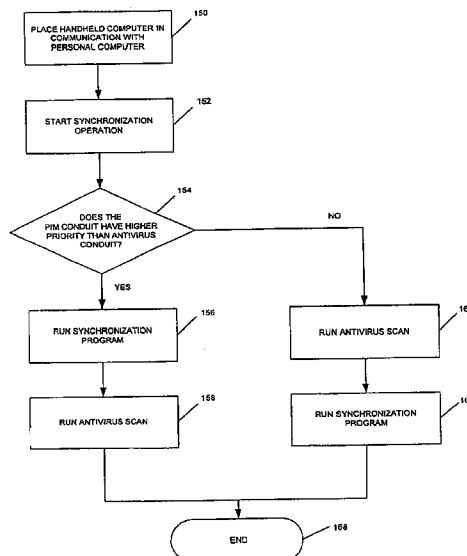 PLACE HANDHELD COMPUTER IN
COMMUNICATION WITH
PERSONAL COMPUTER
150
START SYNCHRONIZATION
OPERATION
152
DOES THE
PIM CONDUIT HAVE HIGHER
PRIORITY THAN ANTIVIRUS
CONDUIT?
154
NO
YES
RUN SYNCHRONIZATION
PROGRAM
156
RUN ANTIVIRUS SCAN
16
RUN ANTIVIRUS SCAN
158
RUN SYNCHRONIZATION
PROGRAM
16
END
168